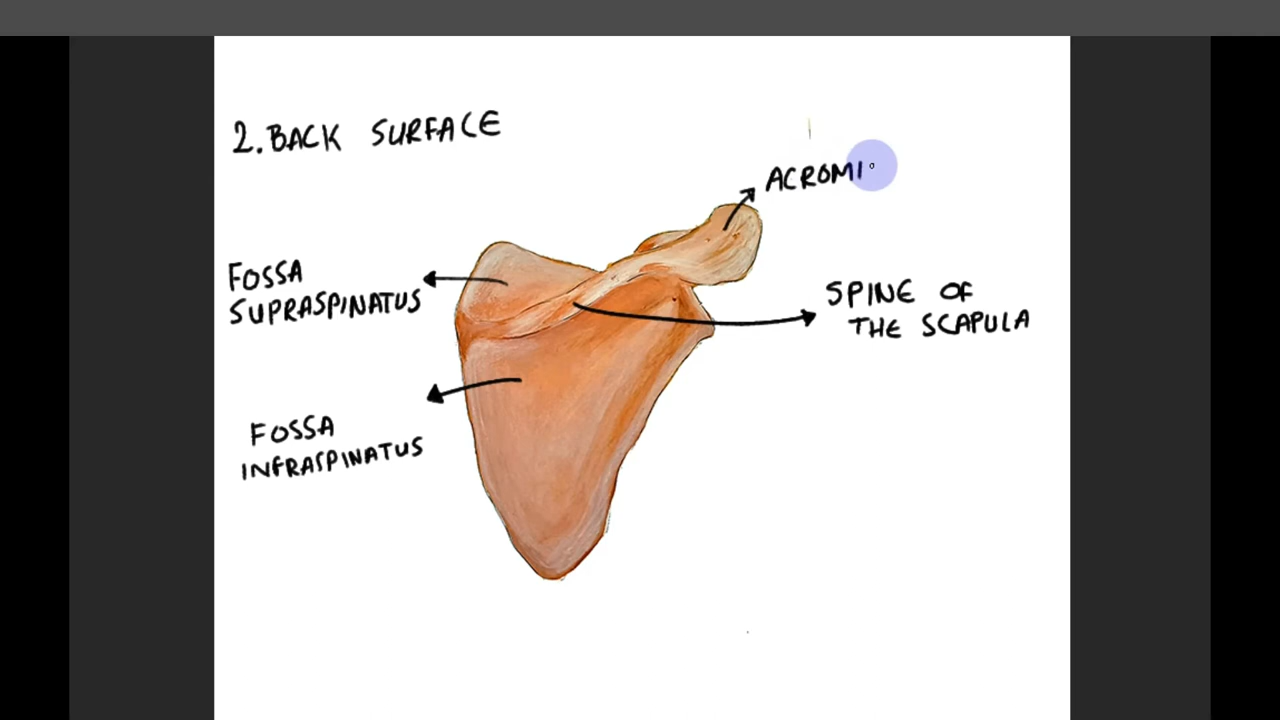 2. BACK SURFACE
ACROMI
FOSSA
SUPRASPINATUS
SPINE OF
THE SCAPULA
FOSSA
INFRASPINATUS